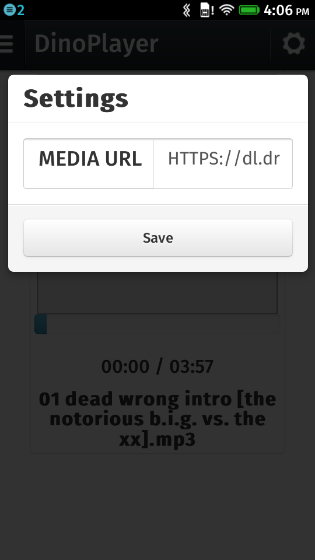 2
4:06 PM
DinoPlayer
Settings
MEDIA URL HTTPS://dl.dr
Save
00:00 / 03:57
01 dead wrong intro [the
notorious b.i.g. vs. the
xx].mp3